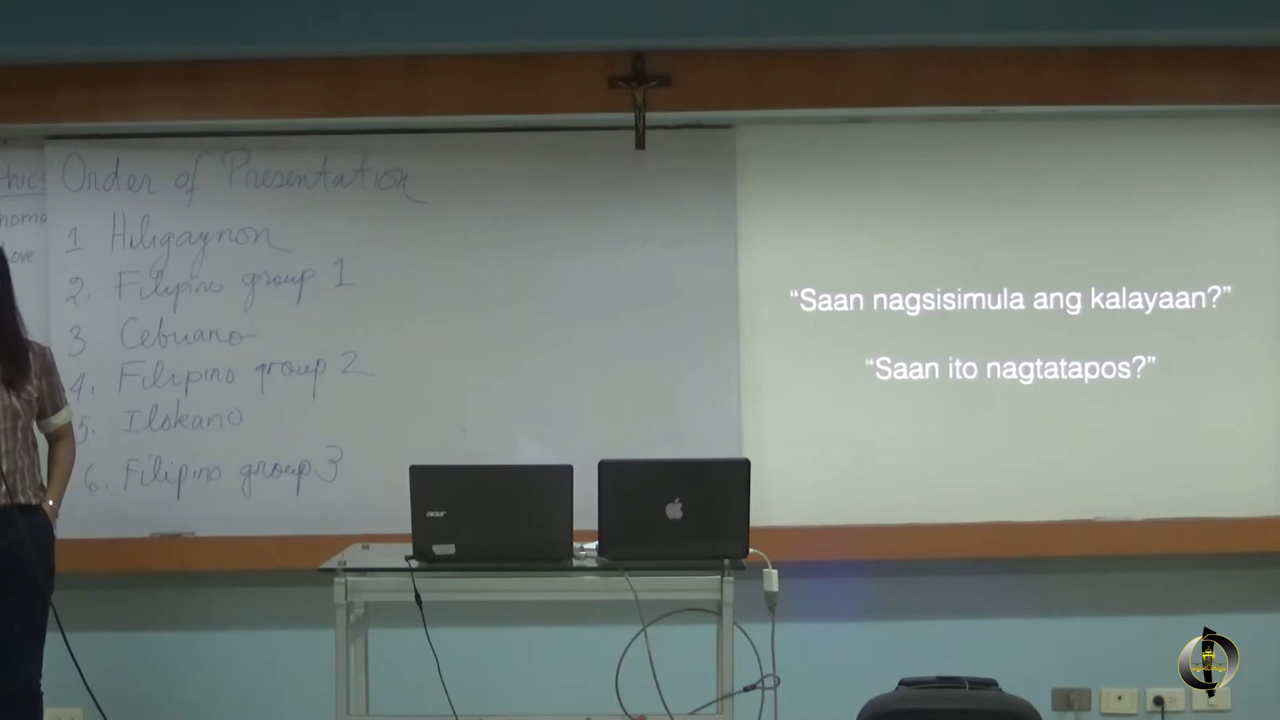 Order of Presentation
1 Hiligaynon
2. Filipino group 1
3 Cebuano
4. Filipino group 2
5. Ilokano
6. Filipino group 3
“Saan nagsisimula ang kalayaan?”
“Saan ito nagtatapos?”
acer